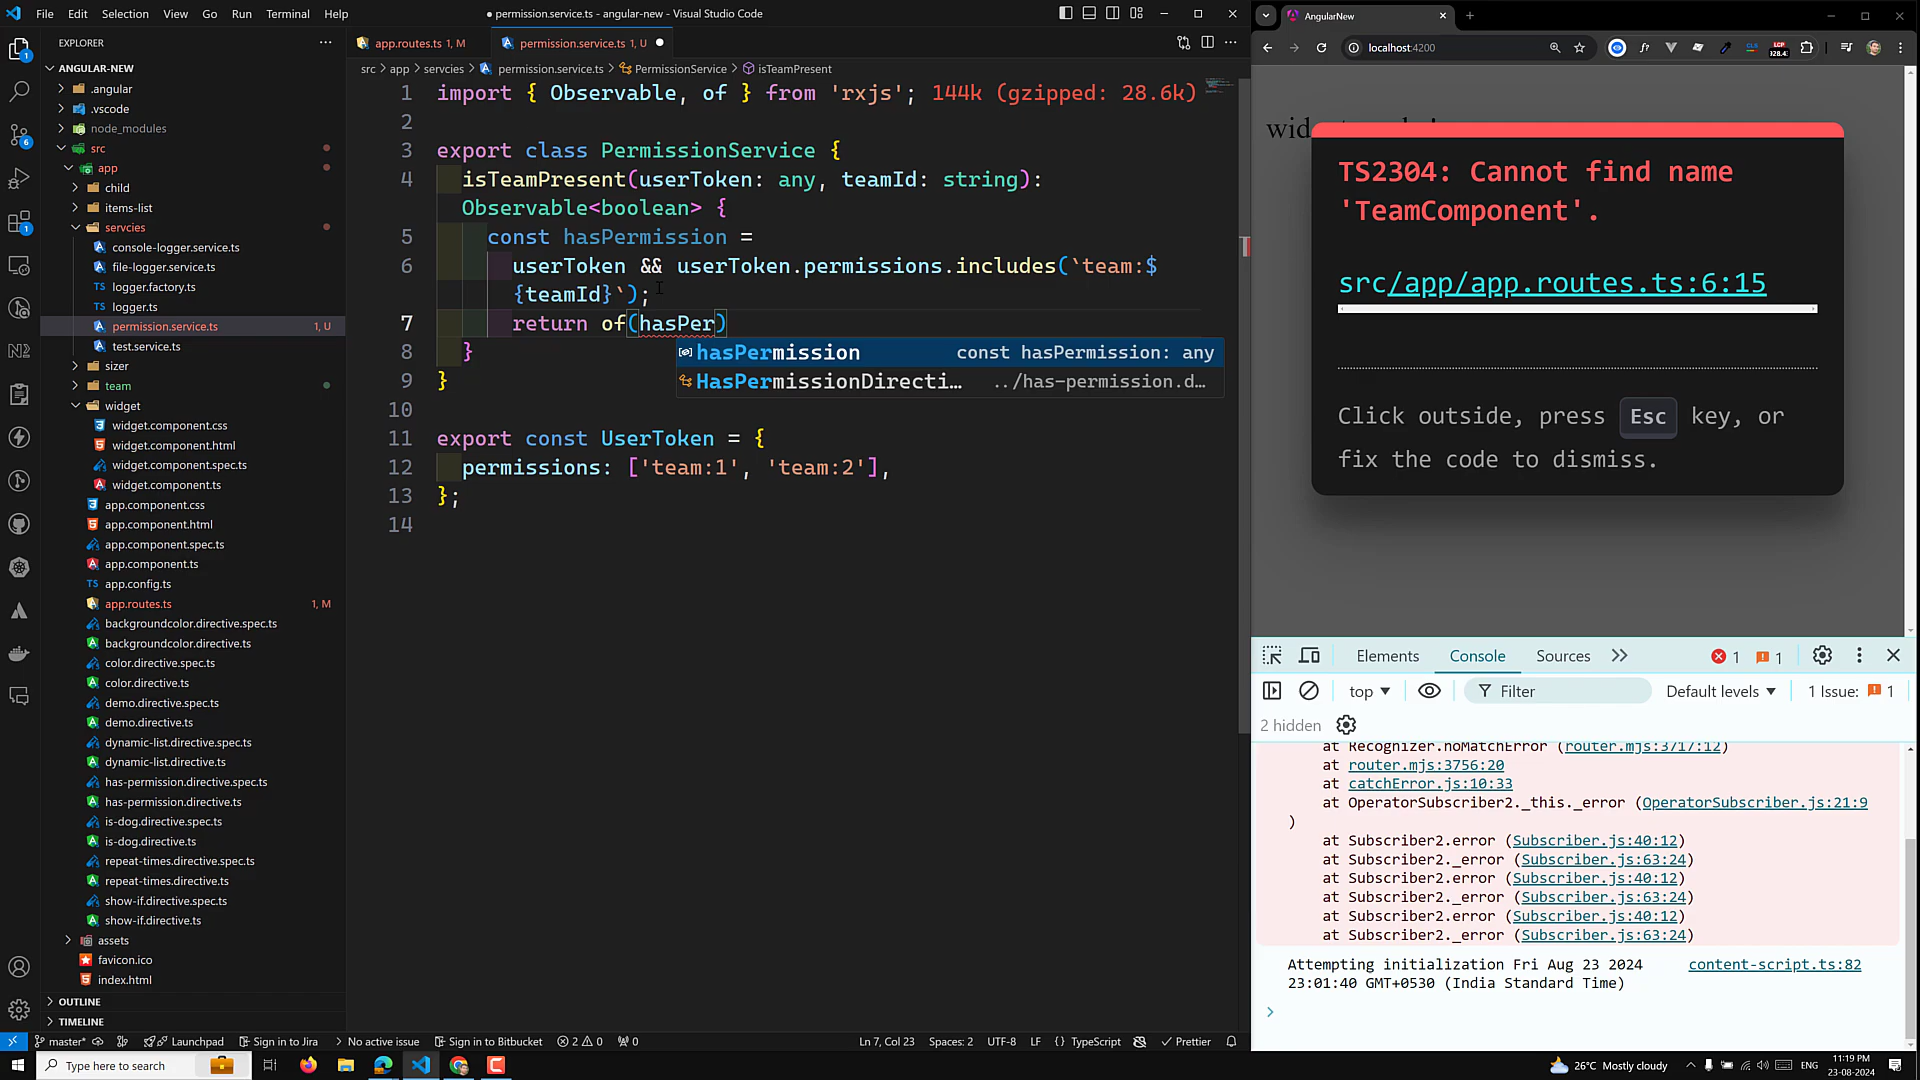 File Edit Selection View Go Run Terminal Help
● permission.service.ts - angular-new - Visual Studio Code
EXPLORER
ANGULAR-NEW
.angular
.vscode
node_modules
src
app
child
items-list
servcies
console-logger.service.ts
file-logger.service.ts
logger.factory.ts
logger.ts
permission.service.ts 1, U
test.service.ts
sizer
team
widget
widget.component.css
widget.component.html
widget.component.spec.ts
widget.component.ts
app.component.css
app.component.html
app.component.spec.ts
app.component.ts
app.config.ts
app.routes.ts 1, M
backgroundcolor.directive.spec.ts
backgroundcolor.directive.ts
color.directive.spec.ts
color.directive.ts
demo.directive.spec.ts
demo.directive.ts
dynamic-list.directive.spec.ts
dynamic-list.directive.ts
has-permission.directive.spec.ts
has-permission.directive.ts
is-dog.directive.spec.ts
is-dog.directive.ts
repeat-times.directive.spec.ts
repeat-times.directive.ts
show-if.directive.spec.ts
show-if.directive.ts
assets
favicon.ico
index.html
OUTLINE
TIMELINE
app.routes.ts 1, M
permission.service.ts 1, U ●
src > app > servcies > permission.service.ts > PermissionService > isTeamPresent
1 import { Observable, of } from 'rxjs'; 144k (gzipped: 28.6k)
2
3 export class PermissionService {
4 isTeamPresent(userToken: any, teamId: string):
Observable<boolean> {
5 const hasPermission =
6 userToken && userToken.permissions.includes(`team:$
{teamId}`);
7 return of(hasPer)
hasPermission const hasPermission: any
HasPermissionDirecti… ../has-permission.d…
8 }
9 }
10
11 export const UserToken = {
12 permissions: ['team:1', 'team:2'],
13 };
14
master* Launchpad Sign in to Jira No active issue Sign in to Bitbucket 2 0 0 Ln 7, Col 23 Spaces: 2 UTF-8 LF {} TypeScript Prettier
AngularNew
localhost:4200
TS2304: Cannot find name
'TeamComponent'.
src/app/app.routes.ts:6:15
Click outside, press Esc key, or
fix the code to dismiss.
Elements Console Sources 1 1
top Filter Default levels 1 Issue: 1
2 hidden
at Recognizer.noMatchError (router.mjs:3717:12)
at router.mjs:3756:20
at catchError.js:10:33
at OperatorSubscriber2._this._error (OperatorSubscriber.js:21:9
)
at Subscriber2.error (Subscriber.js:40:12)
at Subscriber2._error (Subscriber.js:63:24)
at Subscriber2.error (Subscriber.js:40:12)
at Subscriber2._error (Subscriber.js:63:24)
at Subscriber2.error (Subscriber.js:40:12)
at Subscriber2._error (Subscriber.js:63:24)
Attempting initialization Fri Aug 23 2024 content-script.ts:82
23:01:40 GMT+0530 (India Standard Time)
Type here to search
26°C Mostly cloudy ENG 11:19 PM
23-08-2024